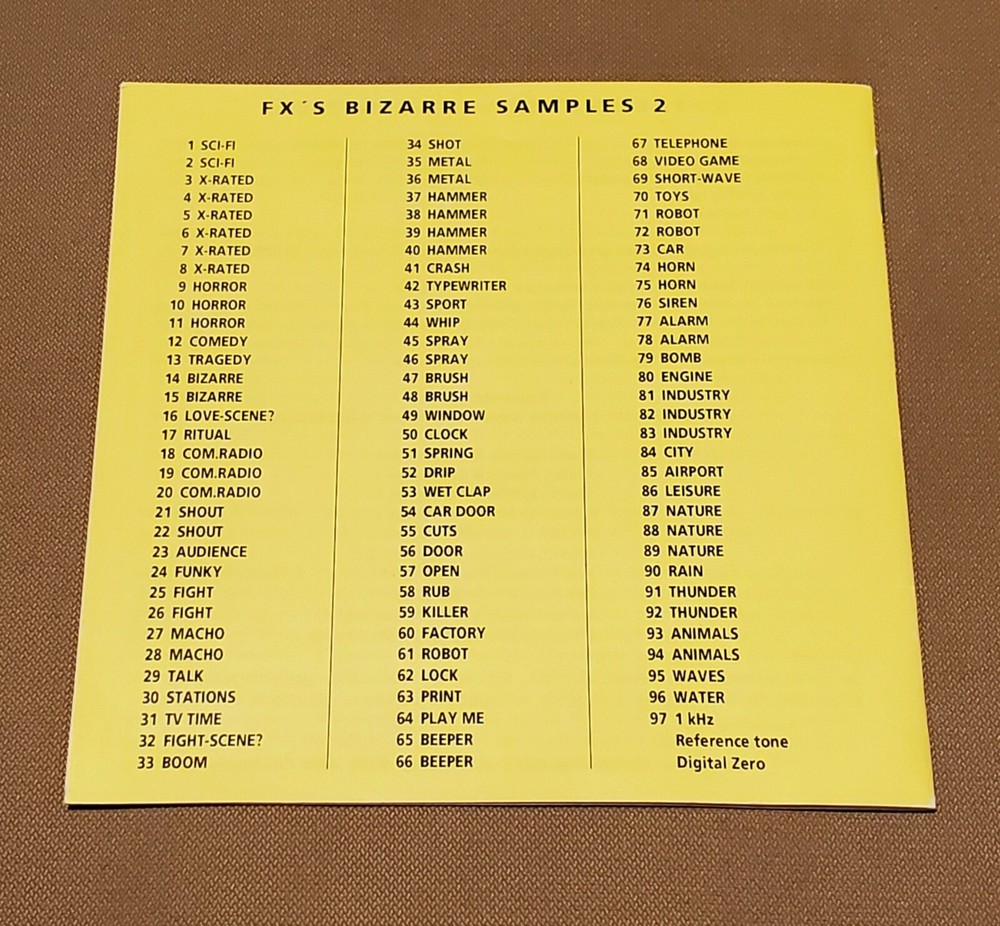 FX´S BIZARRE SAMPLES 2
1 SCI-FI
2 SCI-FI
3 X-RATED
4 X-RATED
5 X-RATED
6 X-RATED
7 X-RATED
8 X-RATED
9 HORROR
10 HORROR
11 HORROR
12 COMEDY
13 TRAGEDY
14 BIZARRE
15 BIZARRE
16 LOVE-SCENE?
17 RITUAL
18 COM.RADIO
19 COM.RADIO
20 COM.RADIO
21 SHOUT
22 SHOUT
23 AUDIENCE
24 FUNKY
25 FIGHT
26 FIGHT
27 MACHO
28 MACHO
29 TALK
30 STATIONS
31 TV TIME
32 FIGHT-SCENE?
33 BOOM
34 SHOT
35 METAL
36 METAL
37 HAMMER
38 HAMMER
39 HAMMER
40 HAMMER
41 CRASH
42 TYPEWRITER
43 SPORT
44 WHIP
45 SPRAY
46 SPRAY
47 BRUSH
48 BRUSH
49 WINDOW
50 CLOCK
51 SPRING
52 DRIP
53 WET CLAP
54 CAR DOOR
55 CUTS
56 DOOR
57 OPEN
58 RUB
59 KILLER
60 FACTORY
61 ROBOT
62 LOCK
63 PRINT
64 PLAY ME
65 BEEPER
66 BEEPER
67 TELEPHONE
68 VIDEO GAME
69 SHORT-WAVE
70 TOYS
71 ROBOT
72 ROBOT
73 CAR
74 HORN
75 HORN
76 SIREN
77 ALARM
78 ALARM
79 BOMB
80 ENGINE
81 INDUSTRY
82 INDUSTRY
83 INDUSTRY
84 CITY
85 AIRPORT
86 LEISURE
87 NATURE
88 NATURE
89 NATURE
90 RAIN
91 THUNDER
92 THUNDER
93 ANIMALS
94 ANIMALS
95 WAVES
96 WATER
97 1 kHz
Reference tone
Digital Zero